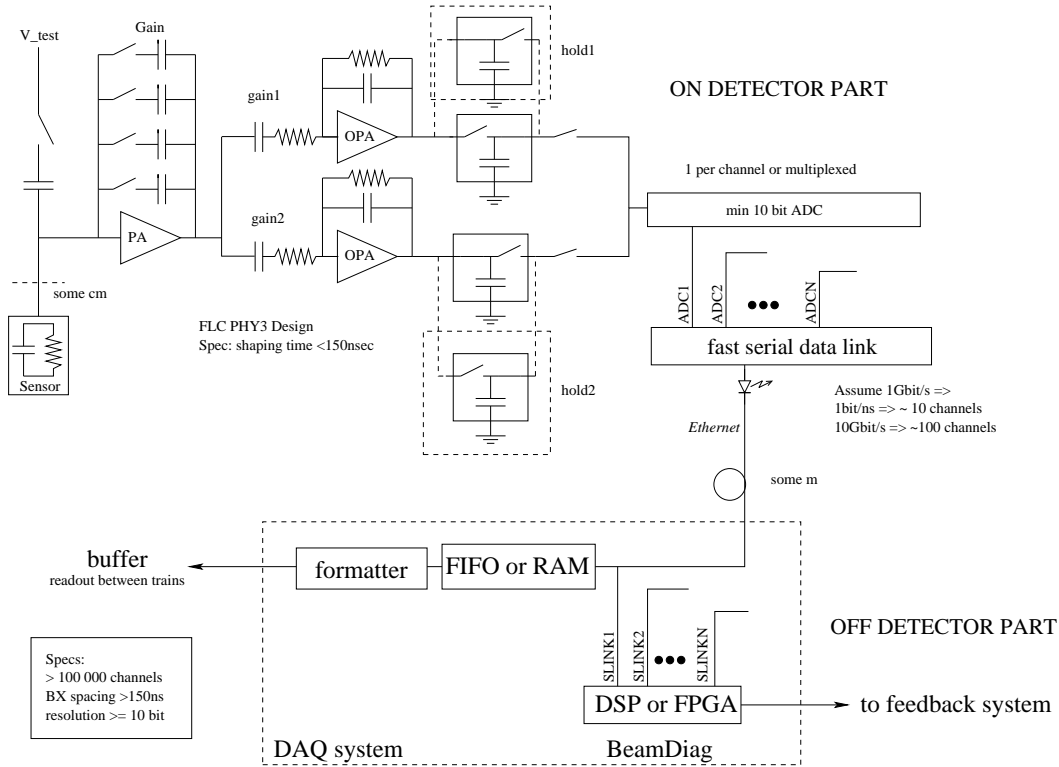 V_test
Gain
hold1
ON DETECTOR PART
gain1
OPA
1 per channel or multiplexed
min 10 bit ADC
PA
gain2
OPA
some cm
Sensor
FLC PHY3 Design
Spec: shaping time <150nsec
ADC1
ADC2
ADCN
fast serial data link
hold2
Assume 1Gbit/s =>
1bit/ns => ~ 10 channels
10Gbit/s => ~100 channels
Ethernet
some m
buffer
readout between trains
formatter
FIFO or RAM
OFF DETECTOR PART
SLINK1
SLINK2
SLINKN
Specs:
> 100 000 channels
BX spacing >150ns
resolution >= 10 bit
DSP or FPGA
to feedback system
DAQ system
BeamDiag